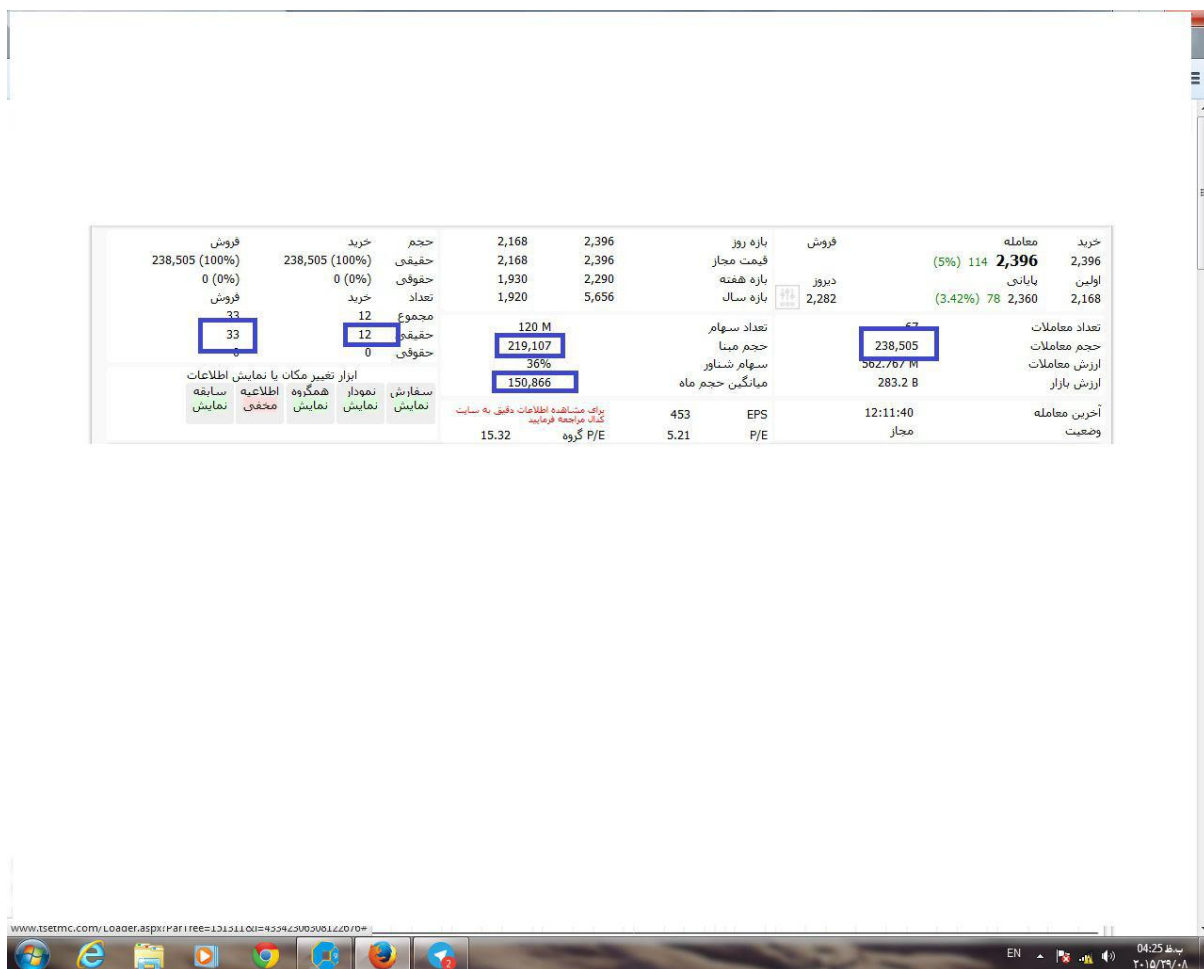 خرید معامله فروش
2,396 2,396 114 (5%)
اولین پایانی دیروز
2,168 2,360 78 (3.42%) 2,282
تعداد معاملات 67
حجم معاملات 238,505
ارزش معاملات 562.767 M
ارزش بازار 283.2 B
آخرین معامله 12:11:40
وضعیت مجاز
بازه روز 2,396 2,168
قیمت مجاز 2,396 2,168
بازه هفته 2,290 1,930
بازه سال 5,656 1,920
تعداد سهام 120 M
حجم مبنا 219,107
سهام شناور 36%
میانگین حجم ماه 150,866
EPS 453
برای مشاهده اطلاعات دقیق به سایت
کدال مراجعه فرمایید
P/E 5.21 P/E گروه 15.32
حجم خرید فروش
حقیقی 238,505 (100%) 238,505 (100%)
حقوقی 0 (0%) 0 (0%)
تعداد خرید فروش
مجموع 12 33
حقیقی 12 33
حقوقی 0 0
ابزار تغییر مکان یا نمایش اطلاعات
سفارش نمودار همگروه اطلاعیه سابقه
نمایش نمایش نمایش مخفی نمایش
EN
04:25 ب.ظ
۲۰۱۵/۲۹/۰۸
2